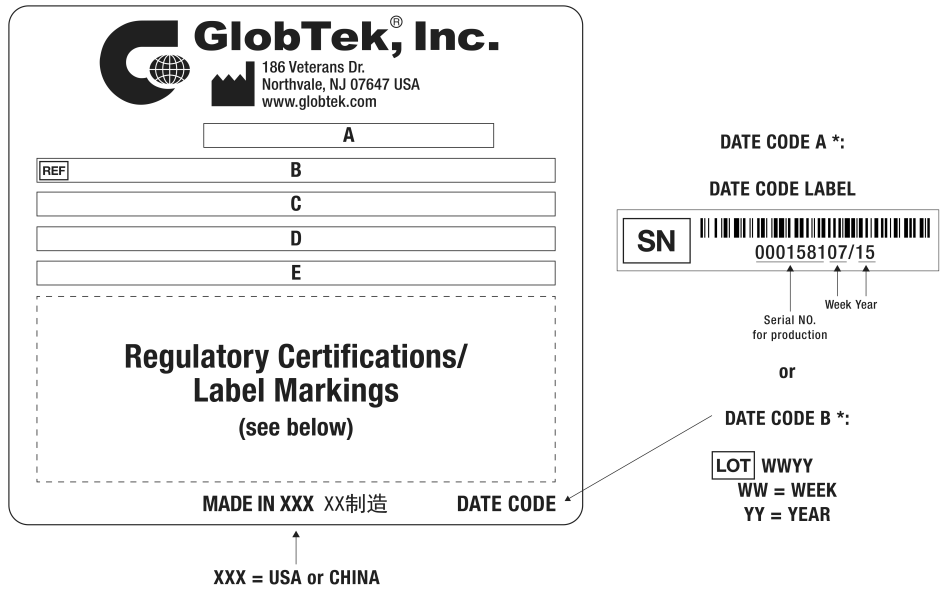 GlobTek, Inc.®
186 Veterans Dr.
Northvale, NJ 07647 USA
www.globtek.com
A
REF B
C
D
E
Regulatory Certifications/
Label Markings
(see below)
MADE IN XXX XX制造 DATE CODE
XXX = USA or CHINA
DATE CODE A *:
DATE CODE LABEL
SN
000158107/15
Week Year
Serial NO.
for production
or
DATE CODE B *:
LOT WWYY
WW = WEEK
YY = YEAR